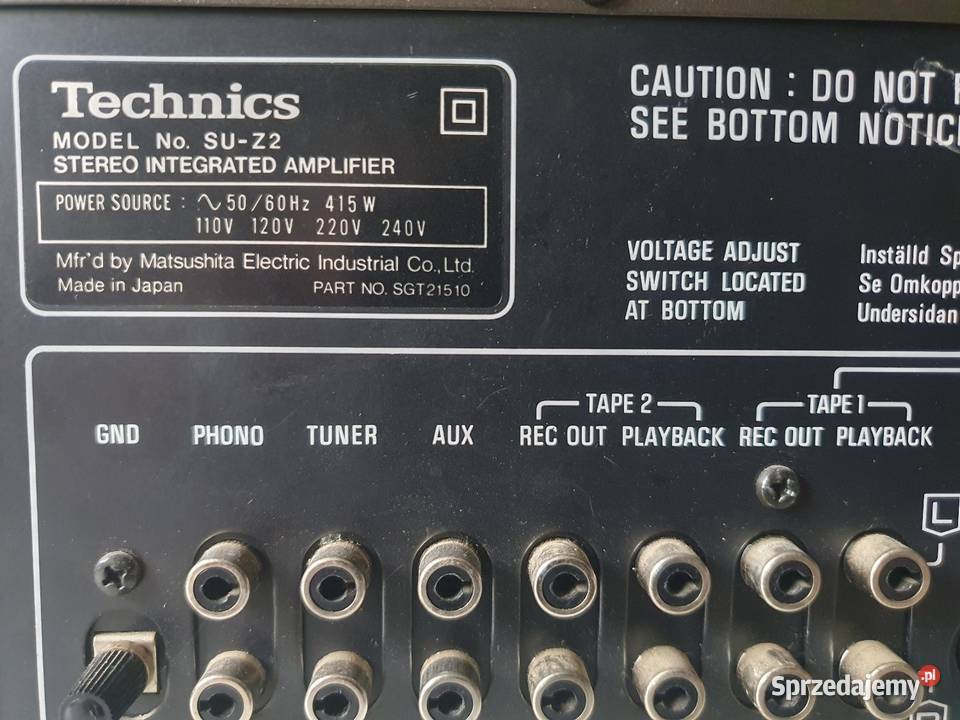 Technics
MODEL No. SU-Z2
STEREO INTEGRATED AMPLIFIER
POWER SOURCE : ∿ 50/60Hz 415W
110V 120V 220V 240V
Mfr'd by Matsushita Electric Industrial Co., Ltd.
Made in Japan PART NO. SGT21510
CAUTION : DO NOT
SEE BOTTOM
VOLTAGE ADJUST
SWITCH LOCATED
AT BOTTOM
Inställd
Se
Undersidan
GND PHONO TUNER AUX
TAPE 2
REC OUT PLAYBACK
TAPE 1
REC OUT PLAYBACK
L
Sprzedajemy.pl